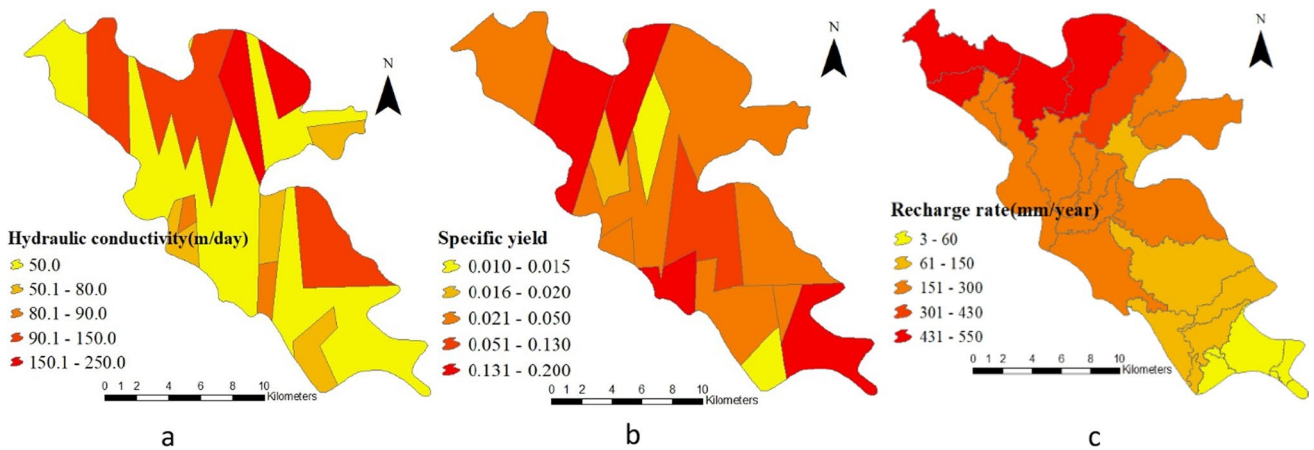 N
Hydraulic conductivity(m/day)
50.0
50.1 - 80.0
80.1 - 90.0
90.1 - 150.0
150.1 - 250.0
0 1 2 4 6 8 10
Kilometers
a
N
Specific yield
0.010 - 0.015
0.016 - 0.020
0.021 - 0.050
0.051 - 0.130
0.131 - 0.200
0 1 2 4 6 8 10
Kilometers
b
N
Recharge rate(mm/year)
3 - 60
61 - 150
151 - 300
301 - 430
431 - 550
0 1 2 4 6 8 10
Kilometers
c